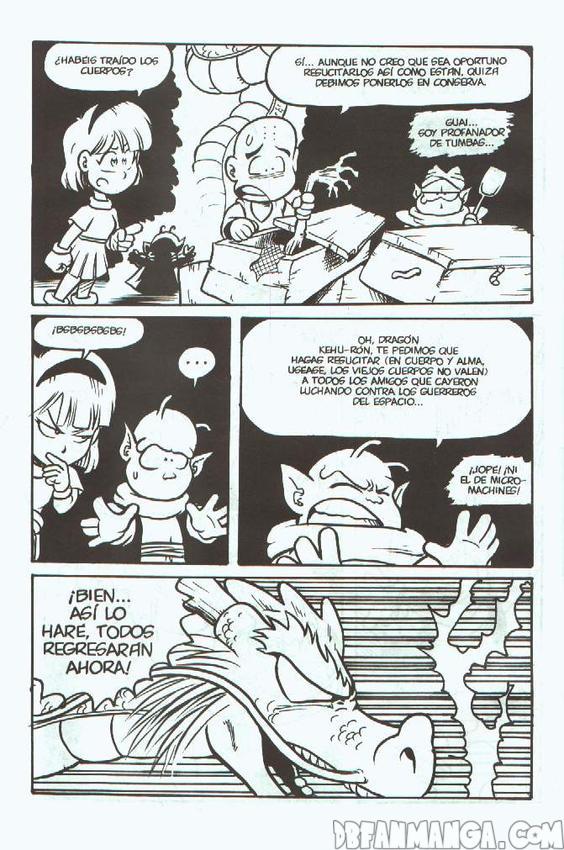 ¿HABÉIS TRAÍDO LOS
CUERPOS?
SÍ... AUNQUE NO CREO QUE SEA OPORTUNO
RESUCITARLOS ASÍ COMO ESTÁN, QUIZA
DEBIMOS PONERLOS EN CONSERVA.
GUAI...
SOY PROFANADOR
DE TUMBAS...
¡BGBGBGBGBG!
...
OH, DRAGÓN
KEHU-RÓN, TE PEDIMOS QUE
HAGAS RESUCITAR (EN CUERPO Y ALMA,
UGEAGE, LOS VIEJOS CUERPOS NO VALEN)
A TODOS LOS AMIGOS QUE CAYERON
LUCHANDO CONTRA LOS GUERREROS
DEL ESPACIO...
¡JOPE! ¡NI
EL DE MICRO-
MACHINES!
¡BIEN...
ASÍ LO
HARÉ, TODOS
REGRESARÁN
AHORA!
DBFANMANGA.COM